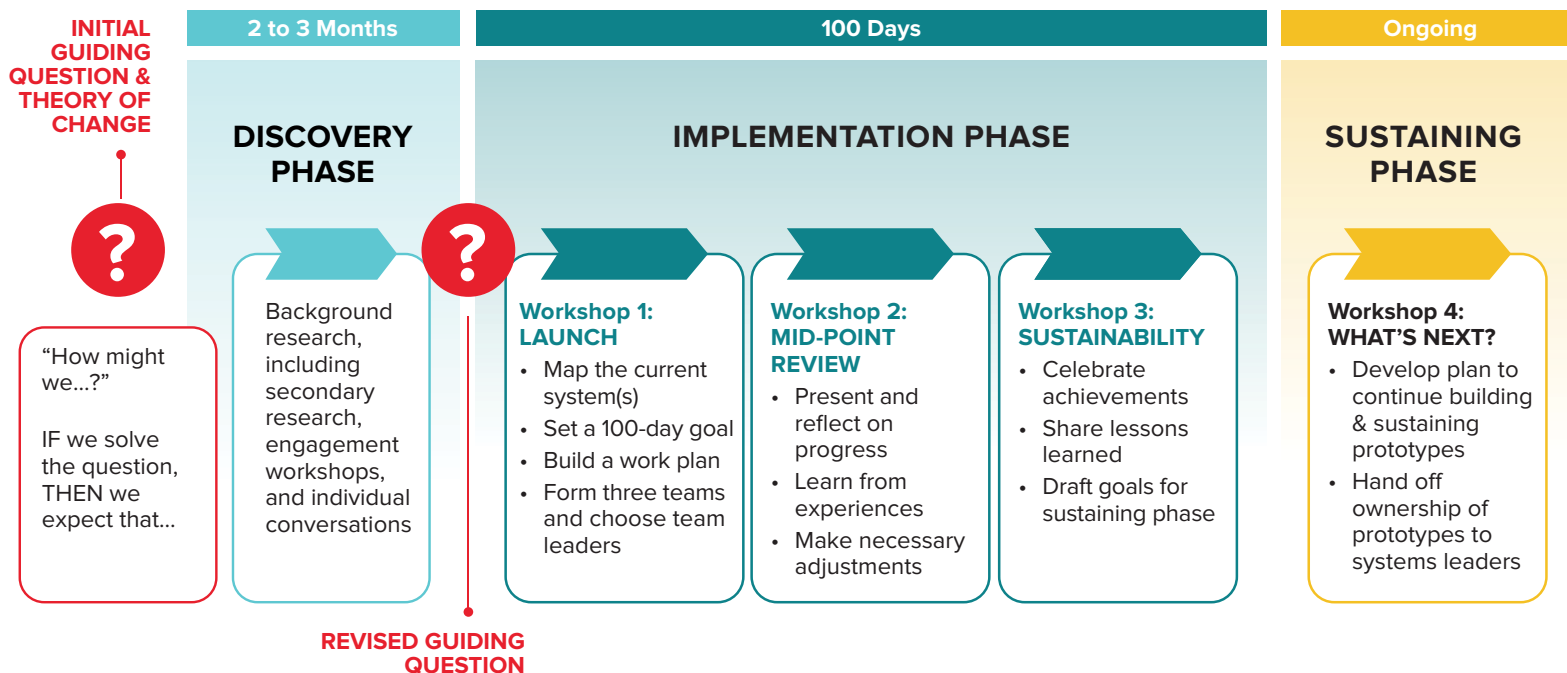 INITIAL
GUIDING
QUESTION &
THEORY OF
CHANGE
?
“How might
we...?”
IF we solve
the question,
THEN we
expect that...
2 to 3 Months
DISCOVERY
PHASE
Background
research,
including
secondary
research,
engagement
workshops,
and individual
conversations
?
REVISED GUIDING
QUESTION
100 Days
IMPLEMENTATION PHASE
Workshop 1:
LAUNCH
• Map the current
system(s)
• Set a 100-day goal
• Build a work plan
• Form three teams
and choose team
leaders
Workshop 2:
MID-POINT
REVIEW
• Present and
reflect on
progress
• Learn from
experiences
• Make necessary
adjustments
Workshop 3:
SUSTAINABILITY
• Celebrate
achievements
• Share lessons
learned
• Draft goals for
sustaining phase
Ongoing
SUSTAINING
PHASE
Workshop 4:
WHAT’S NEXT?
• Develop plan to
continue building
& sustaining
prototypes
• Hand off
ownership of
prototypes to
systems leaders